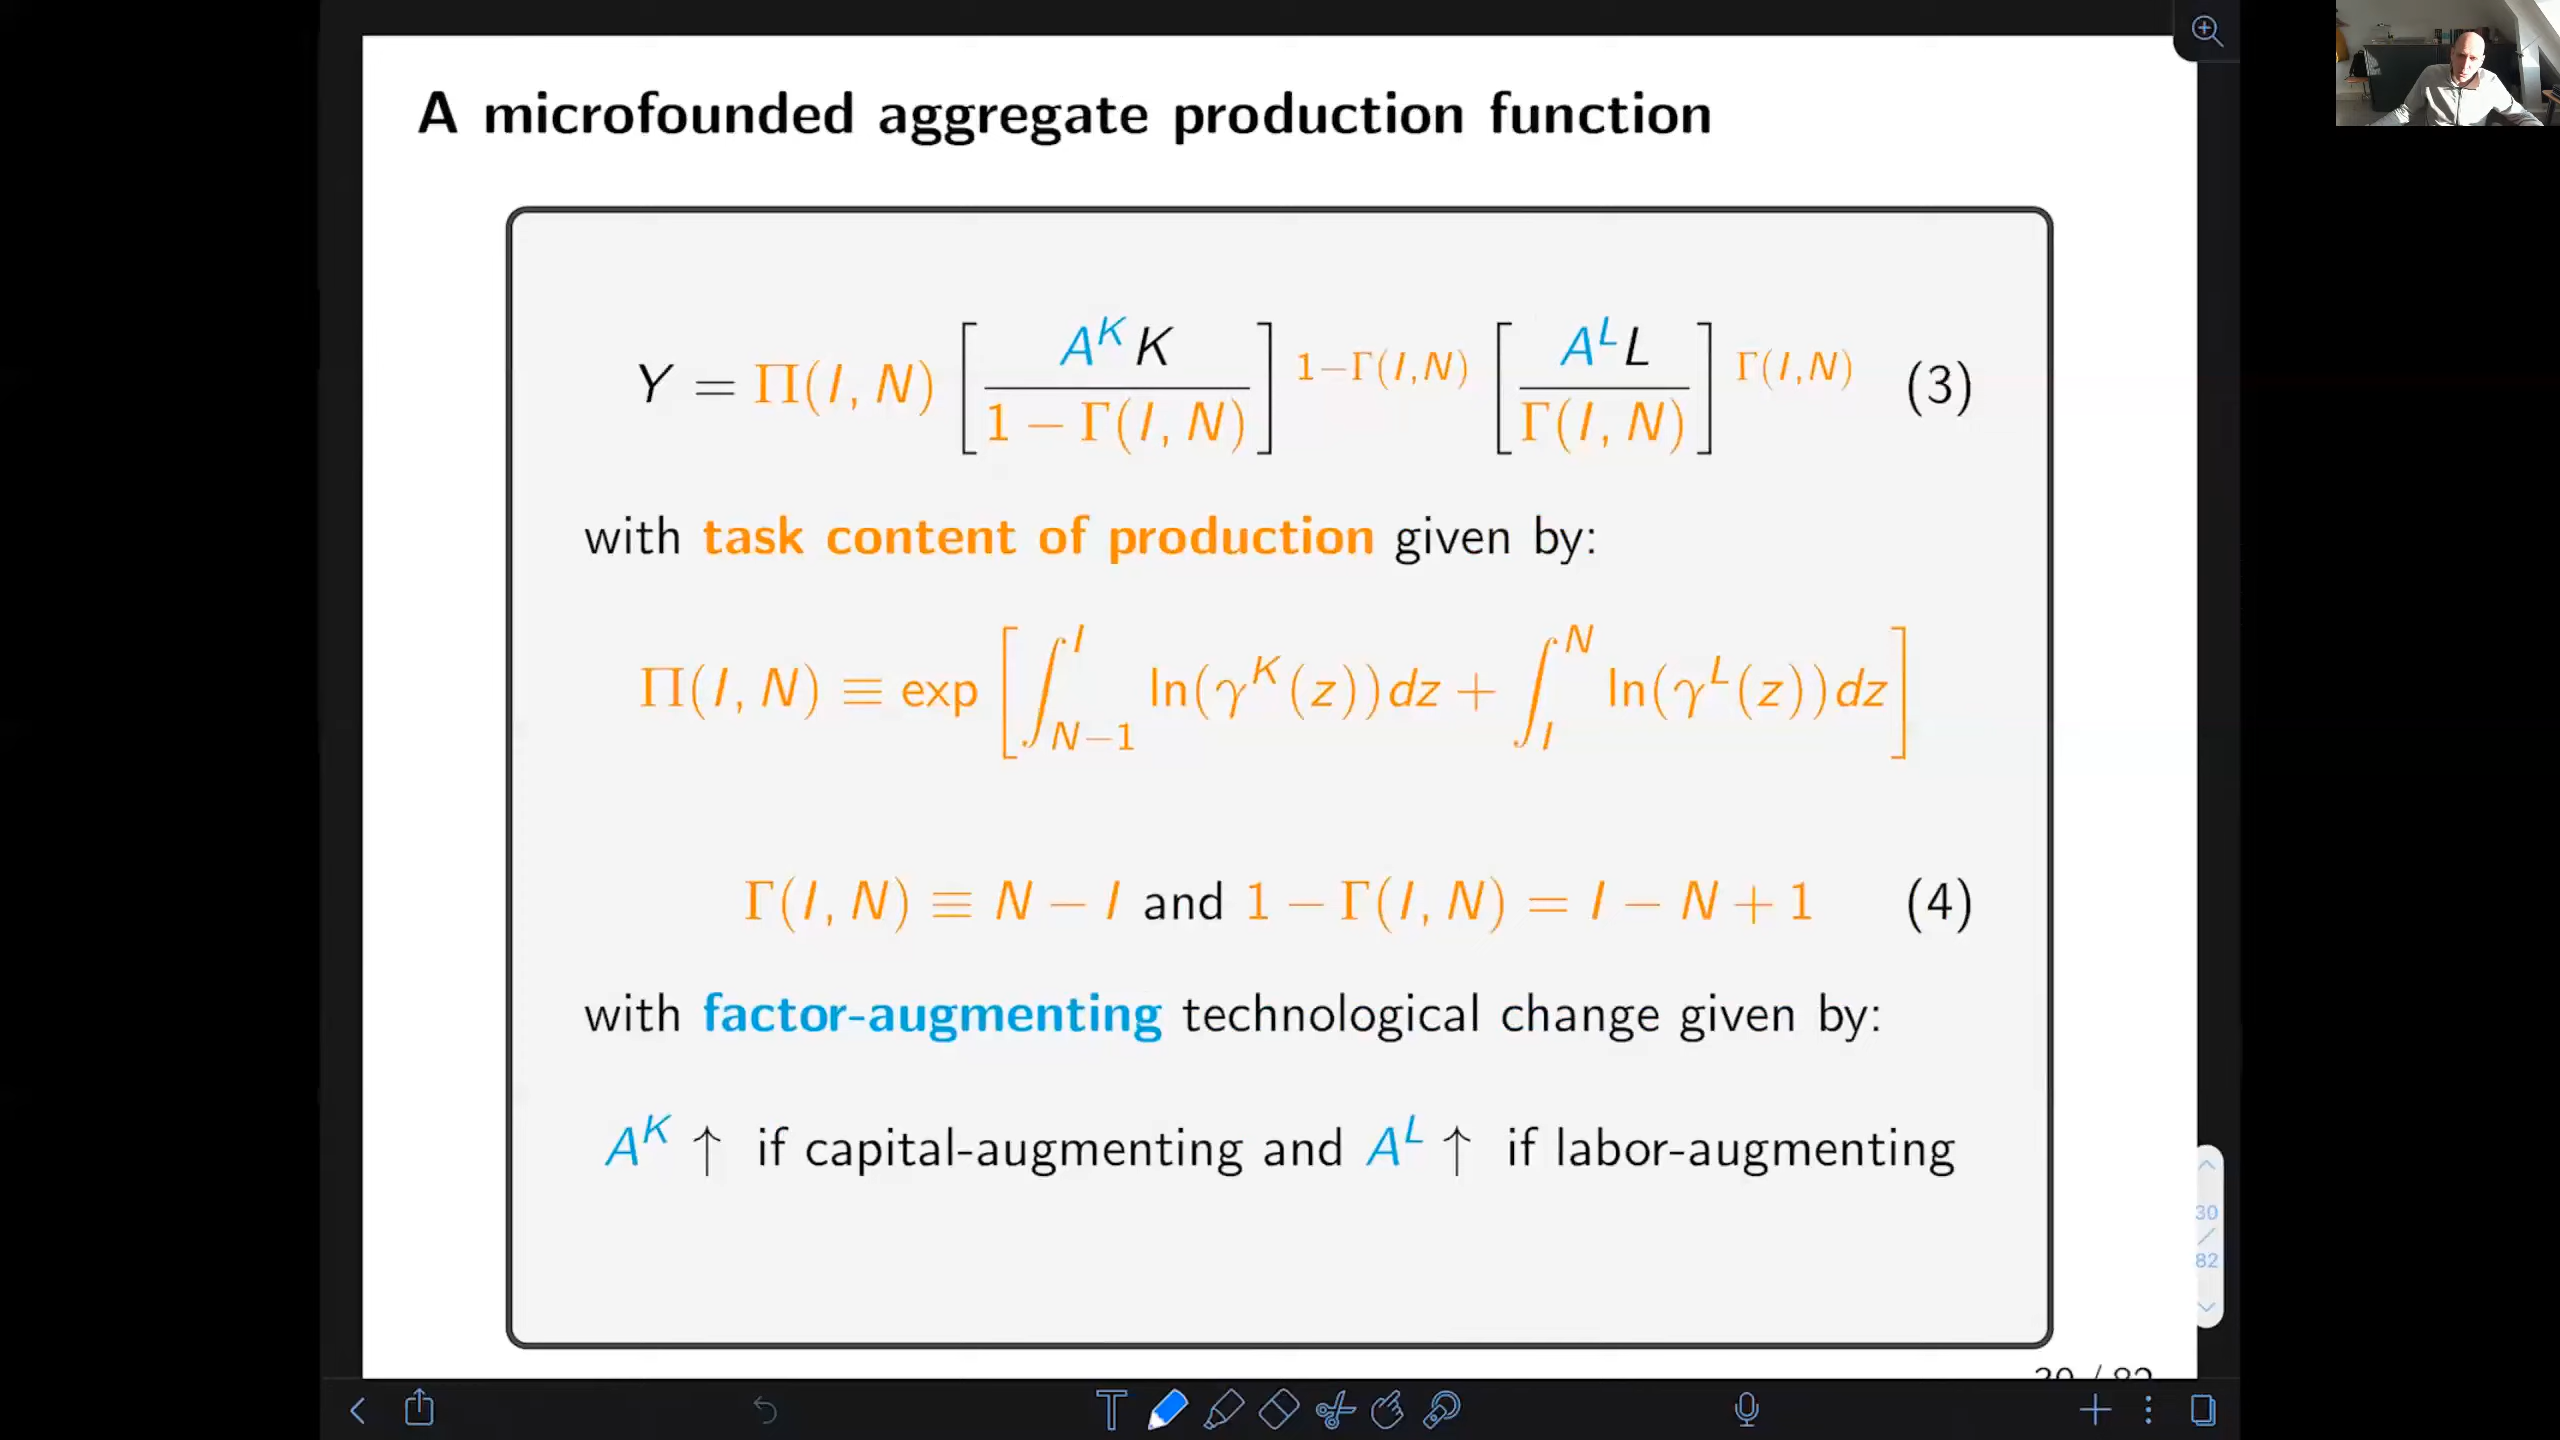 A microfounded aggregate production function
Y = Π(I, N) [A^K K / 1 − Γ(I, N)]^{1−Γ(I,N)} [A^L L / Γ(I, N)]^{Γ(I,N)} (3)
with task content of production given by:
Π(I, N) ≡ exp [∫_{N−1}^{I} ln(γ^K(z))dz + ∫_{I}^{N} ln(γ^L(z))dz]
Γ(I, N) ≡ N − I and 1 − Γ(I, N) = I − N + 1 (4)
with factor-augmenting technological change given by:
A^K ↑ if capital-augmenting and A^L ↑ if labor-augmenting
30
/
82
30 / 82
T